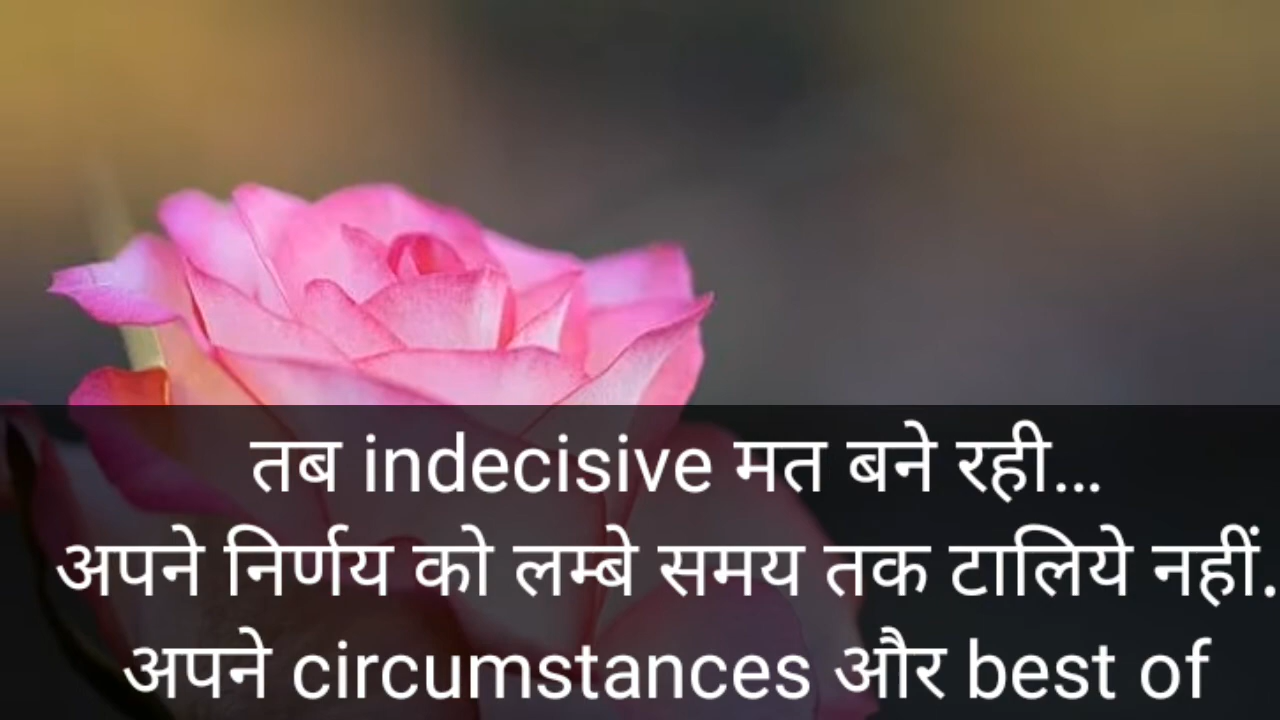 तब indecisive मत बने रही...
अपने निर्णय को लम्बे समय तक टालिये नहीं.
अपने circumstances और best of